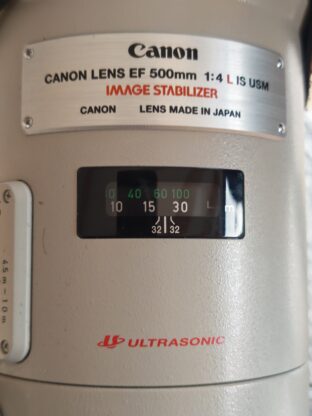 Canon
CANON LENS EF 500mm 1:4 L IS USM
IMAGE STABILIZER
CANON LENS MADE IN JAPAN
0 40 60 100
10 15 30 L m
32 32
ULTRASONIC